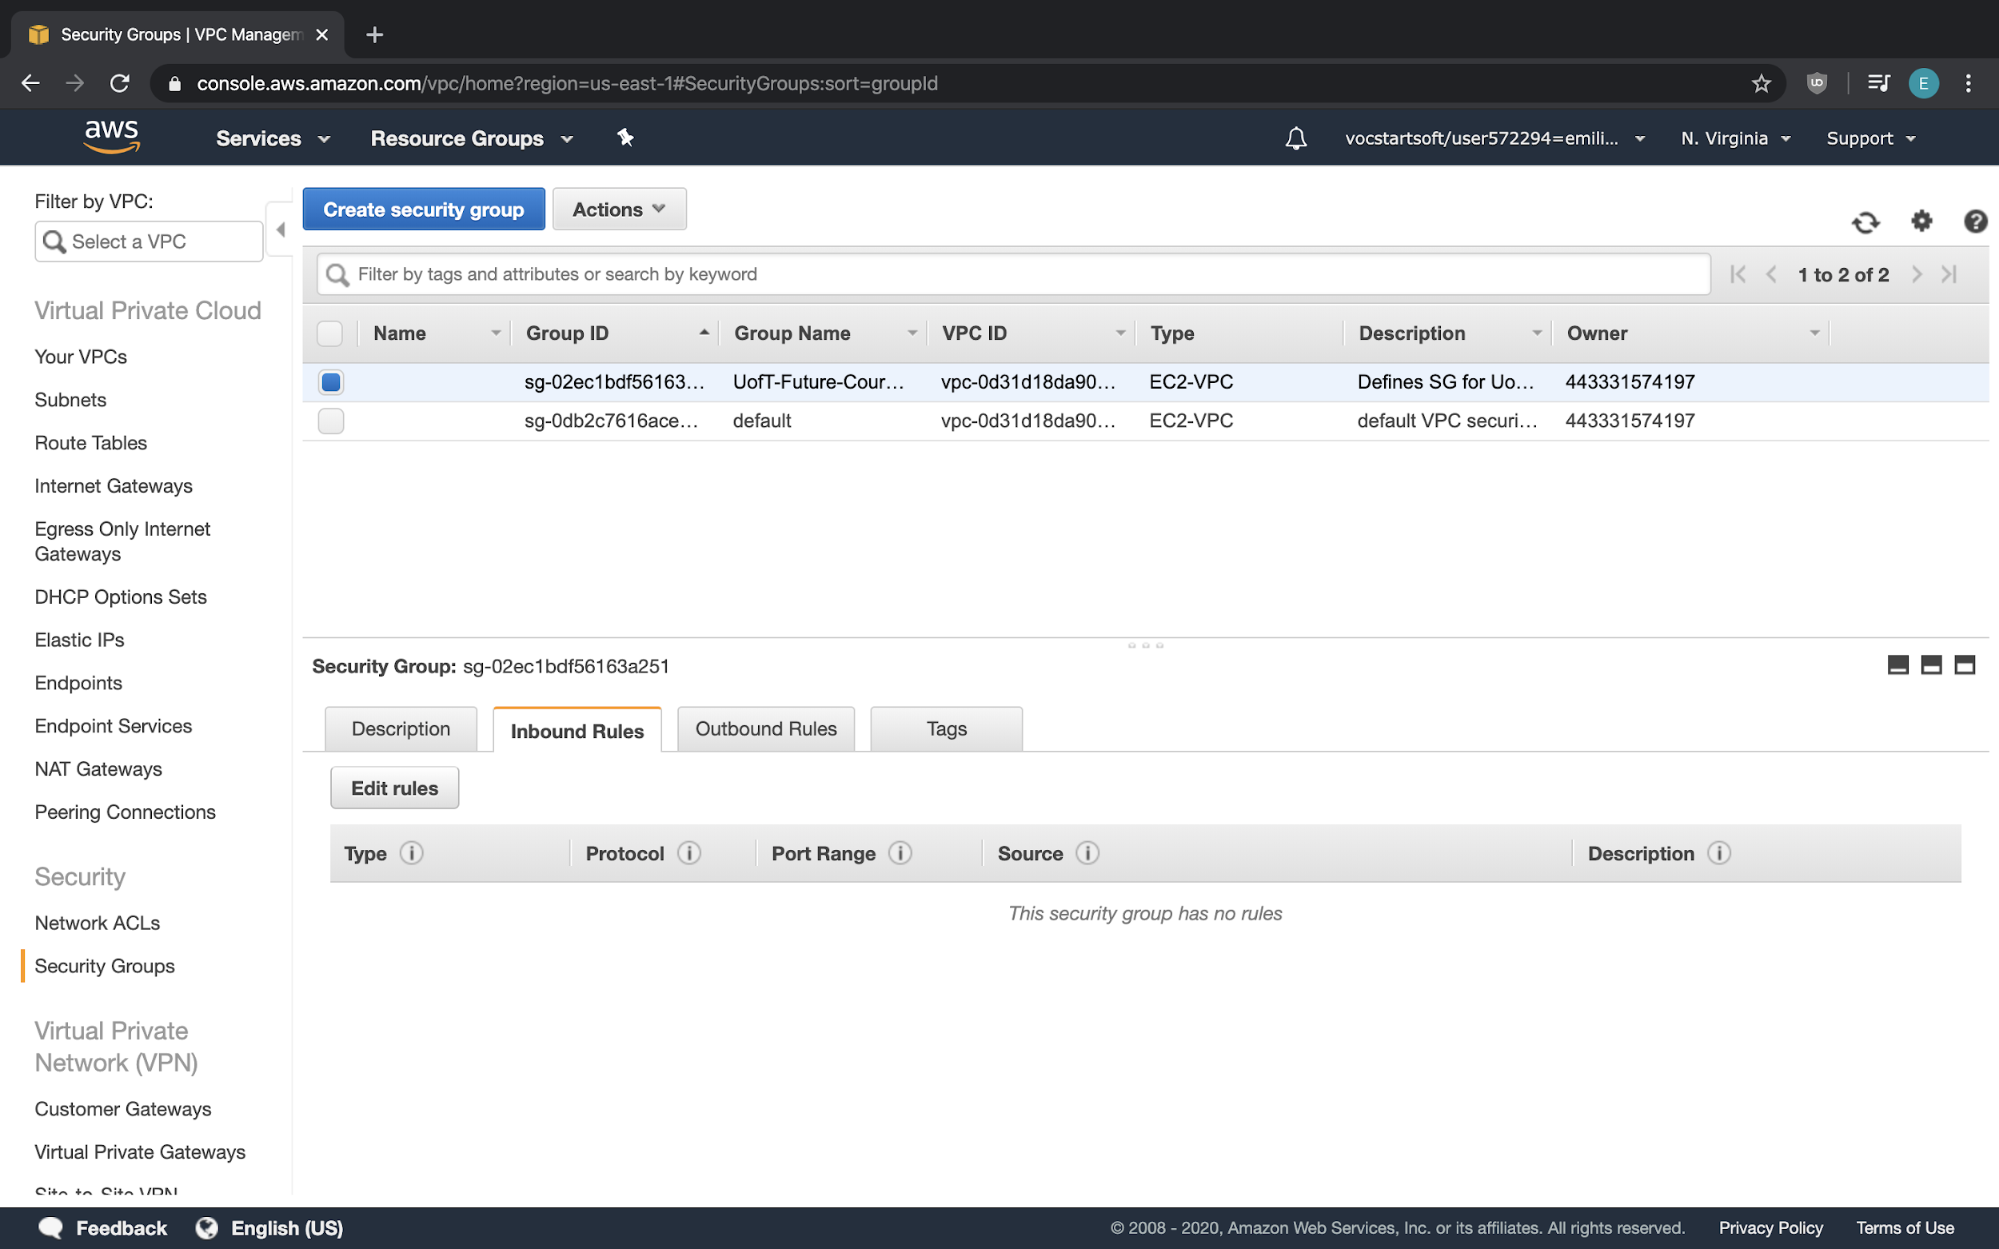 Security Groups | VPC Managem
console.aws.amazon.com/vpc/home?region=us-east-1#SecurityGroups:sort=groupId
E
aws
Services
Resource Groups
vocstartsoft/user572294=emili...
N. Virginia
Support
Filter by VPC:
Select a VPC
Virtual Private Cloud
Your VPCs
Subnets
Route Tables
Internet Gateways
Egress Only Internet
Gateways
DHCP Options Sets
Elastic IPs
Endpoints
Endpoint Services
NAT Gateways
Peering Connections
Security
Network ACLs
Security Groups
Virtual Private
Network (VPN)
Customer Gateways
Virtual Private Gateways
Site-to-Site VPN
Create security group
Actions
Filter by tags and attributes or search by keyword
1 to 2 of 2
Name Group ID Group Name VPC ID Type Description Owner
sg-02ec1bdf56163... UofT-Future-Cour... vpc-0d31d18da90... EC2-VPC Defines SG for Uo... 443331574197
sg-0db2c7616ace... default vpc-0d31d18da90... EC2-VPC default VPC securi... 443331574197
Security Group: sg-02ec1bdf56163a251
Description Inbound Rules Outbound Rules Tags
Edit rules
Type Protocol Port Range Source Description
This security group has no rules
Feedback
English (US)
© 2008 - 2020, Amazon Web Services, Inc. or its affiliates. All rights reserved.
Privacy Policy
Terms of Use